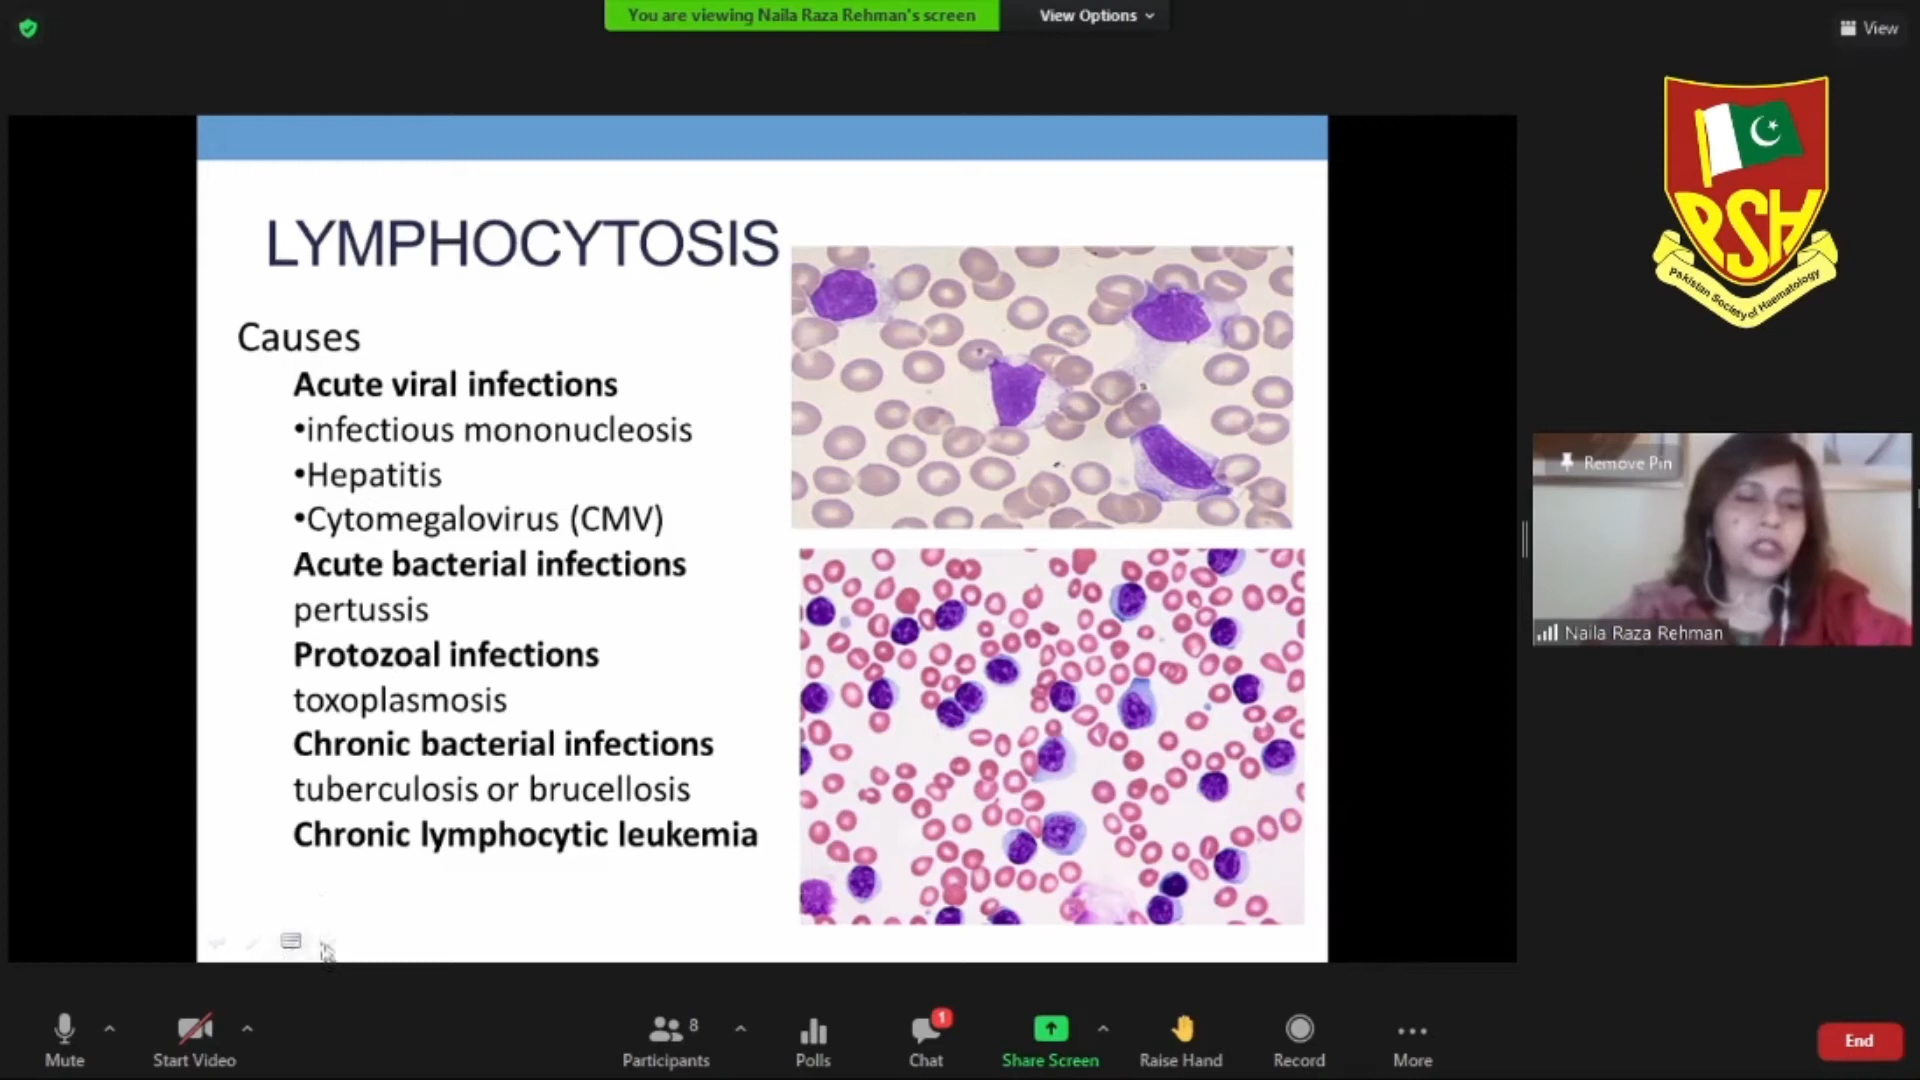 You are viewing Naila Raza Rehman's screen
View Options
View
LYMPHOCYTOSIS
Causes
Acute viral infections
•infectious mononucleosis
•Hepatitis
•Cytomegalovirus (CMV)
Acute bacterial infections
pertussis
Protozoal infections
toxoplasmosis
Chronic bacterial infections
tuberculosis or brucellosis
Chronic lymphocytic leukemia
PSH
Pakistan Society of Haematology
Remove Pin
Naila Raza Rehman
Mute
Start Video
8
Participants
Polls
1
Chat
Share Screen
Raise Hand
Record
More
End